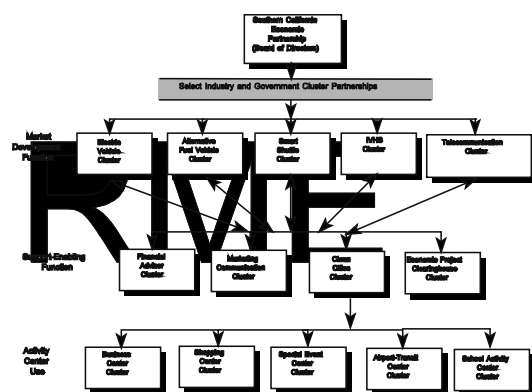 Southern California
Economic
Partnership
(Board of Directors)
Select Industry and Government Cluster Partnerships
Market
Function
Electric
Vehicle
Cluster
Alternative
Fuel Vehicle
Cluster
Smart
Shuttle
Cluster
IVHS
Cluster
Telecommunication
Cluster
Support-Enabling
Function
Financial
Advisor
Cluster
Marketing
Communication
Cluster
Clean
Cities
Cluster
Economic Project
Clearinghouse
Cluster
Activity
Center
Use
Business
Center
Cluster
Shopping
Center
Cluster
Special Event
Center
Cluster
Airport-Transit
Center
Cluster
School Activity
Center
Cluster